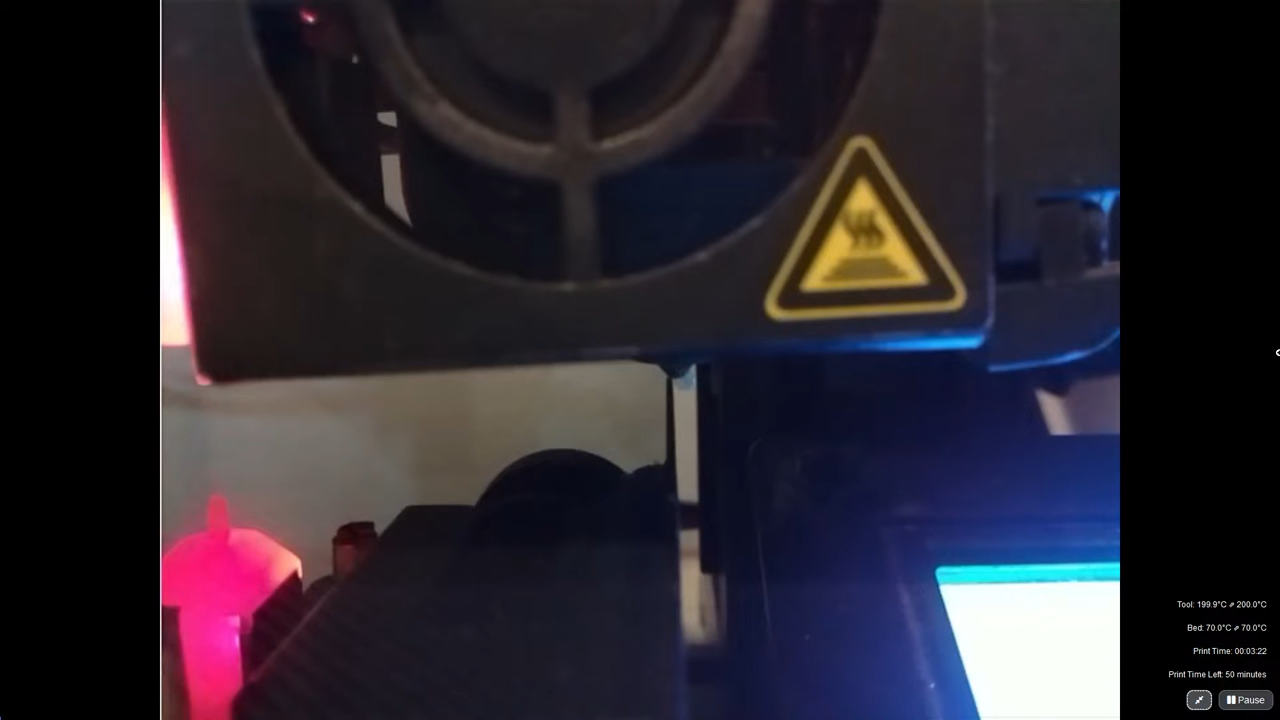 Tool: 199.9°C ⇗ 200.0°C
Bed: 70.0°C ⇗ 70.0°C
Print Time: 00:03:22
Print Time Left: 50 minutes
Pause